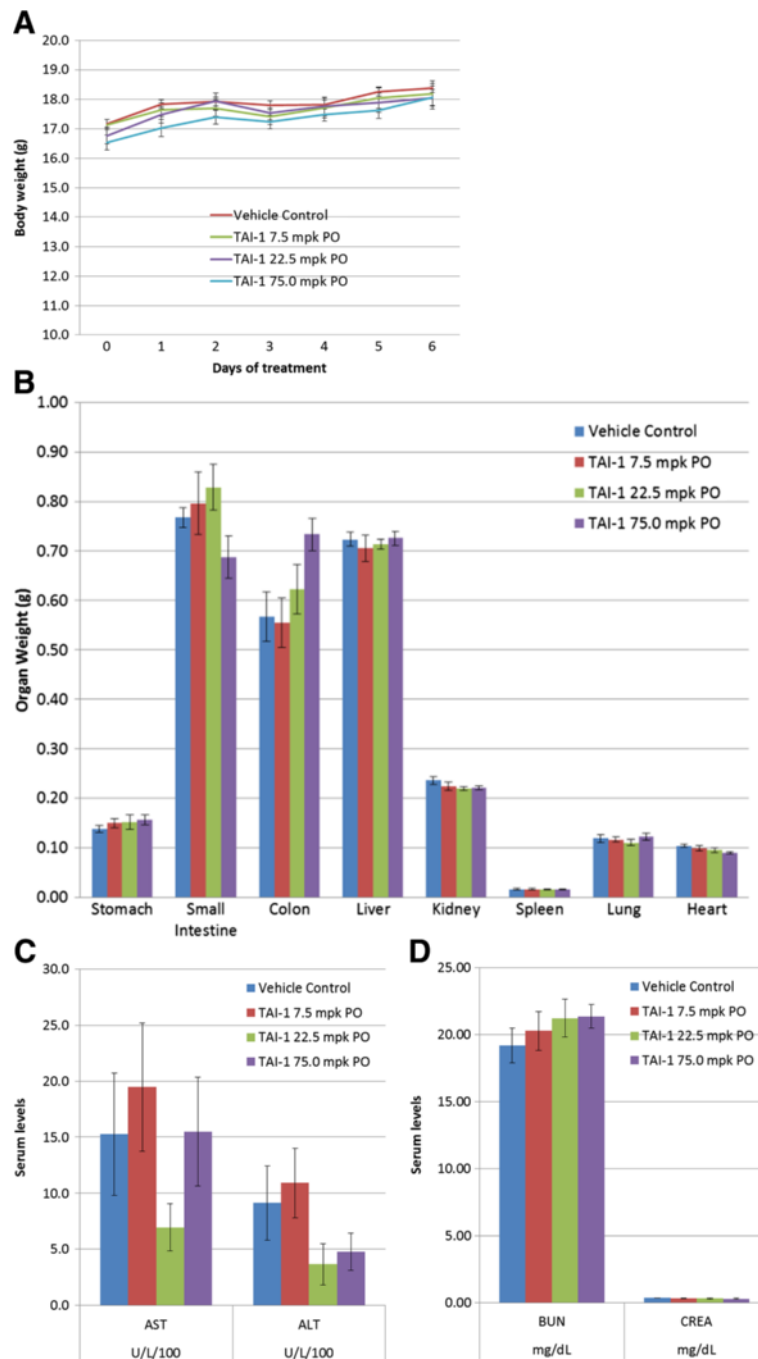 A
20.0
19.0
18.0
17.0
16.0
15.0
14.0
13.0
12.0
11.0
10.0
Body weight (g)
Vehicle Control
TAI-1 7.5 mpk PO
TAI-1 22.5 mpk PO
TAI-1 75.0 mpk PO
0 1 2 3 4 5 6
Days of treatment
B
1.00
0.90
0.80
0.70
0.60
0.50
0.40
0.30
0.20
0.10
0.00
Organ Weight (g)
Vehicle Control
TAI-1 7.5 mpk PO
TAI-1 22.5 mpk PO
TAI-1 75.0 mpk PO
Stomach Small Colon Liver Kidney Spleen Lung Heart
Intestine
C
30.0
25.0
20.0
15.0
10.0
5.0
0.0
Serum levels
Vehicle Control
TAI-1 7.5 mpk PO
TAI-1 22.5 mpk PO
TAI-1 75.0 mpk PO
AST ALT
U/L/100 U/L/100
D
25.00
20.00
15.00
10.00
5.00
0.00
Serum levels
Vehicle Control
TAI-1 7.5 mpk PO
TAI-1 22.5 mpk PO
TAI-1 75.0 mpk PO
BUN CREA
mg/dL mg/dL